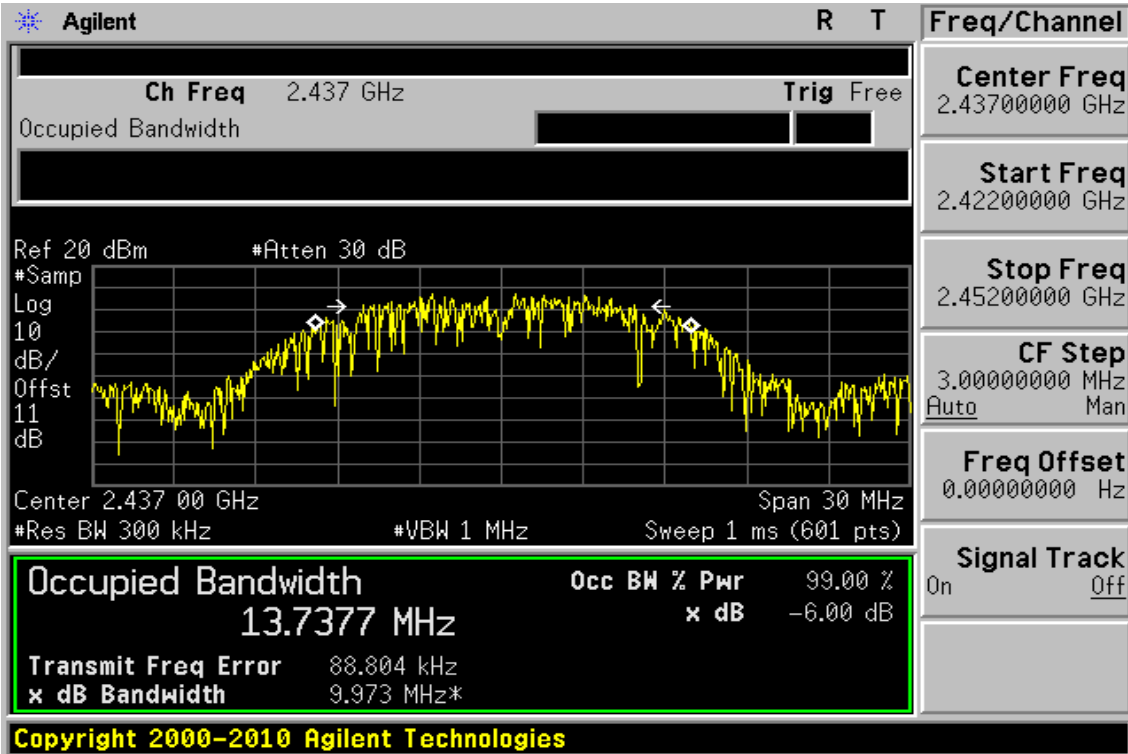 Agilent R T
Ch Freq 2.437 GHz Trig Free
Occupied Bandwidth
Ref 20 dBm #Atten 30 dB
#Samp
Log
10
dB/
Offst
11
dB
Center 2.437 00 GHz Span 30 MHz
#Res BW 300 kHz #VBW 1 MHz Sweep 1 ms (601 pts)
Occupied Bandwidth
13.7377 MHz
Occ BW % Pwr 99.00 %
x dB -6.00 dB
Transmit Freq Error 88.804 kHz
x dB Bandwidth 9.973 MHz*
Copyright 2000-2010 Agilent Technologies
Freq/Channel
Center Freq
2.43700000 GHz
Start Freq
2.42200000 GHz
Stop Freq
2.45200000 GHz
CF Step
3.00000000 MHz
Auto Man
Freq Offset
0.00000000 Hz
Signal Track
On Off